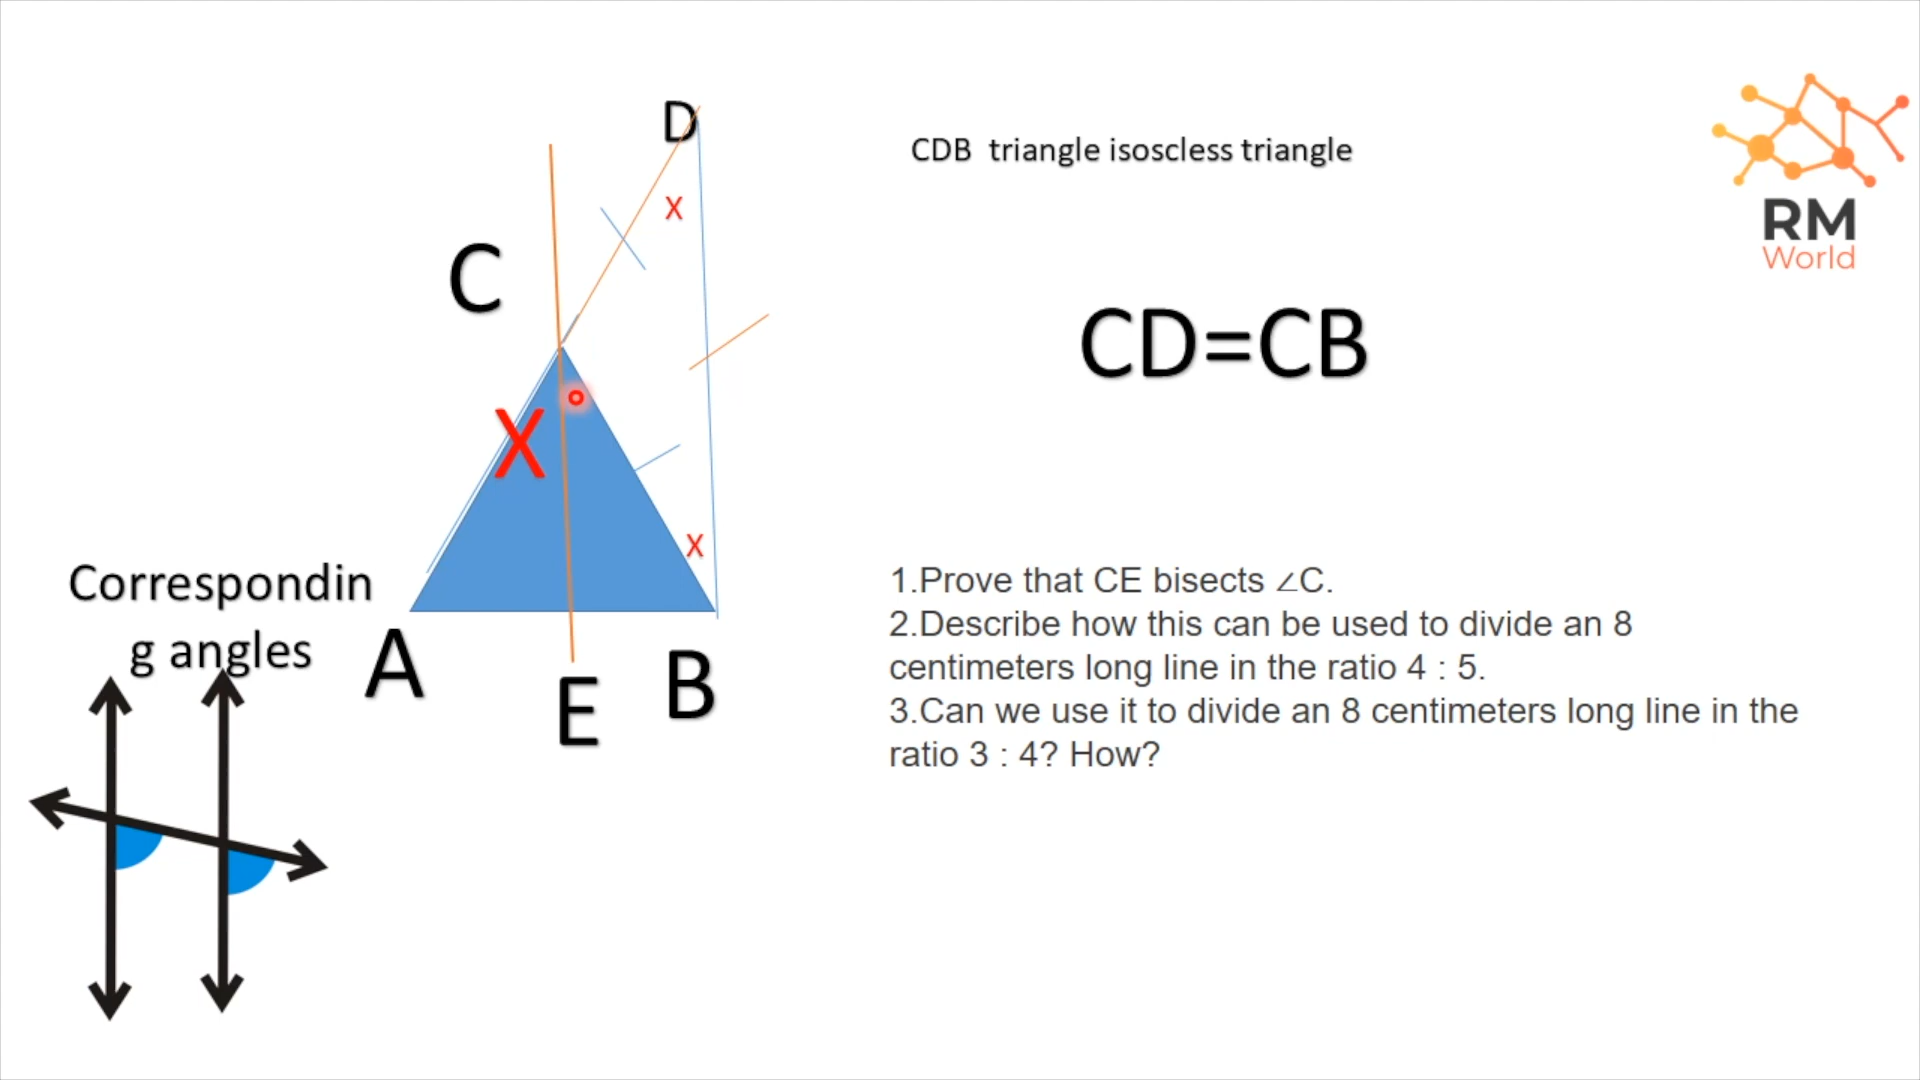 D
CDB  triangle isoscless triangle
X
RM
World
C
CD=CB
X
X
Correspondin
g angles
A
E
B
1.Prove that CE bisects ∠C.
2.Describe how this can be used to divide an 8
centimeters long line in the ratio 4 : 5.
3.Can we use it to divide an 8 centimeters long line in the
ratio 3 : 4? How?